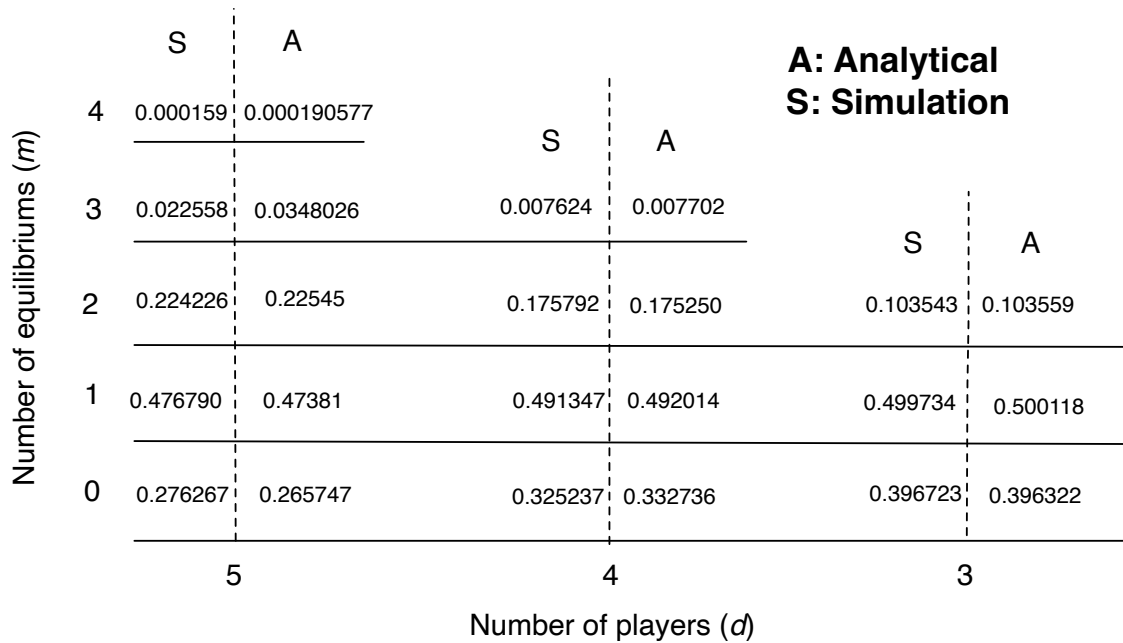 S A
A: Analytical
S: Simulation
4 0.000159 0.000190577
S A
3 0.022558 0.0348026 0.007624 0.007702
S A
2 0.224226 0.22545 0.175792 0.175250 0.103543 0.103559
1 0.476790 0.47381 0.491347 0.492014 0.499734 0.500118
0 0.276267 0.265747 0.325237 0.332736 0.396723 0.396322
5 4 3
Number of players (d)
Number of equilibriums (m)